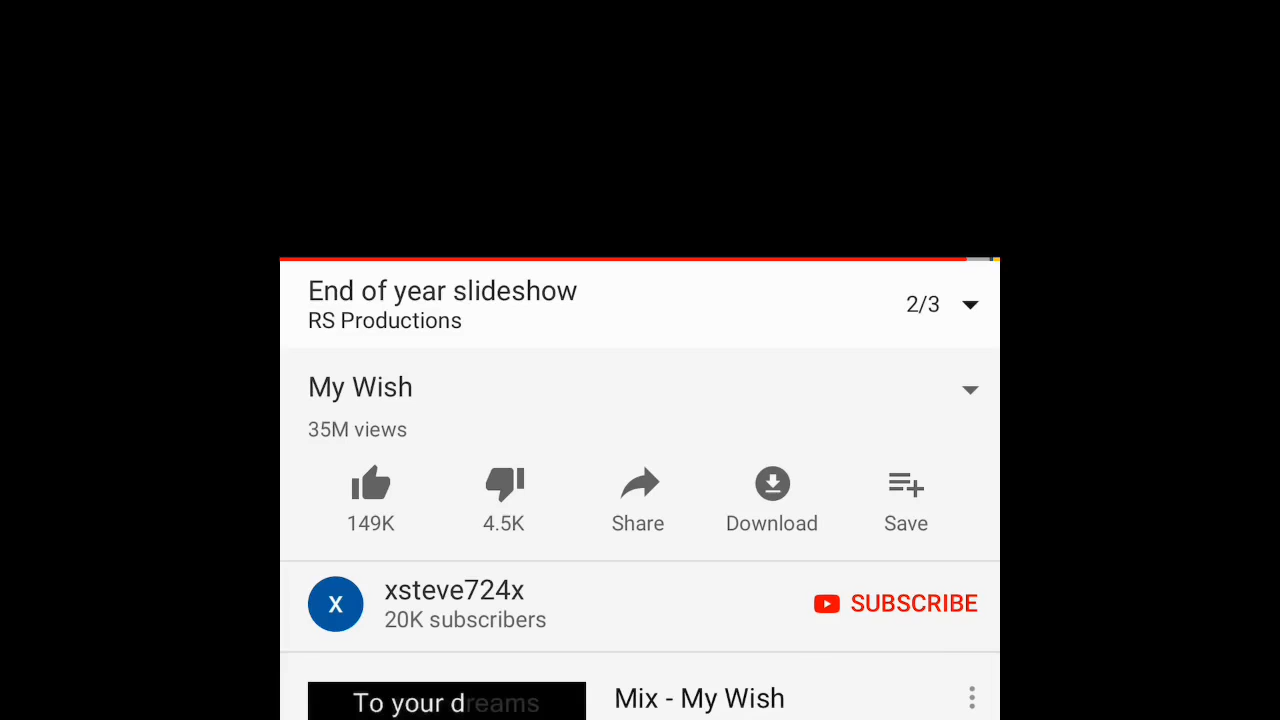 End of year slideshow
RS Productions
2/3
My Wish
35M views
149K
4.5K
Share
Download
Save
X
xsteve724x
20K subscribers
SUBSCRIBE
To your dreams
Mix - My Wish